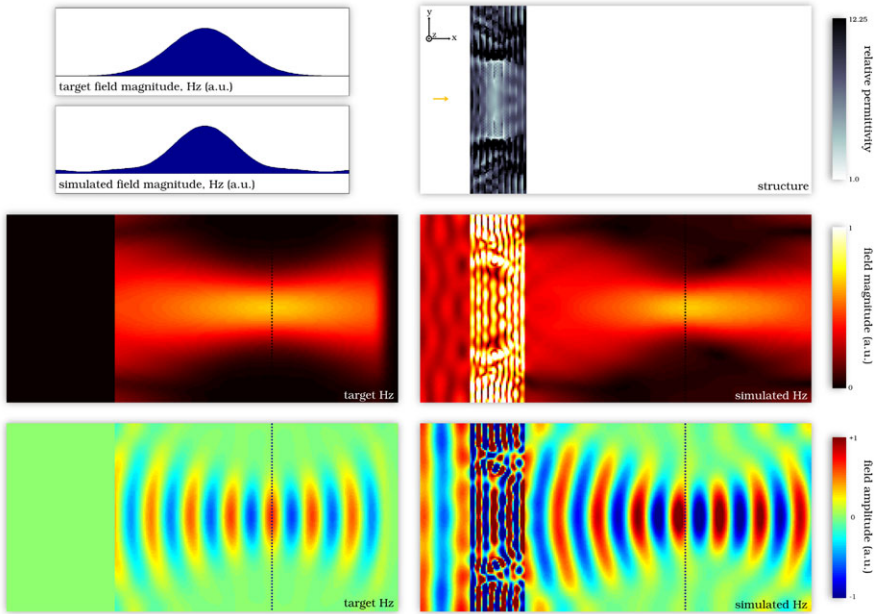 target field magnitude, Hz (a.u.)
simulated field magnitude, Hz (a.u.)
y
z
x
structure
12.25
relative permittivity
1.0
target Hz
simulated Hz
1
field magnitude (a.u.)
0
target Hz
simulated Hz
+1
field amplitude (a.u.)
0
-1